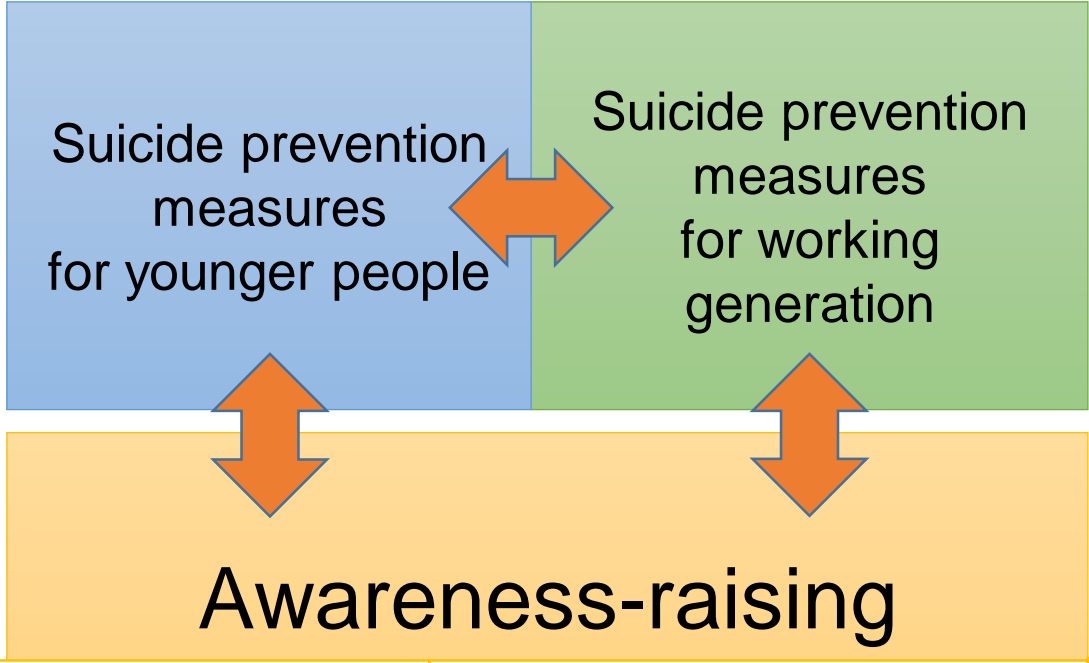 Suicide prevention
measures
for younger people
Suicide prevention
measures
for working
generation
Awareness-raising